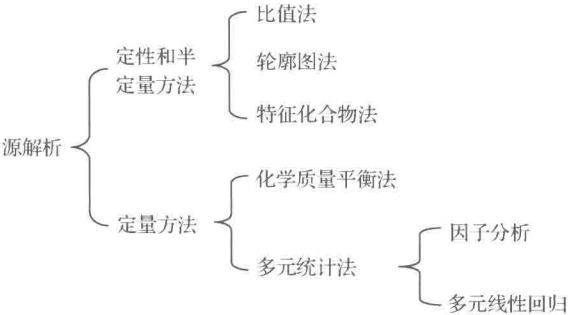 源解析
定性和半
定量方法
比值法
轮廓图法
特征化合物法
定量方法
化学质量平衡法
多元统计法
因子分析
多元线性回归